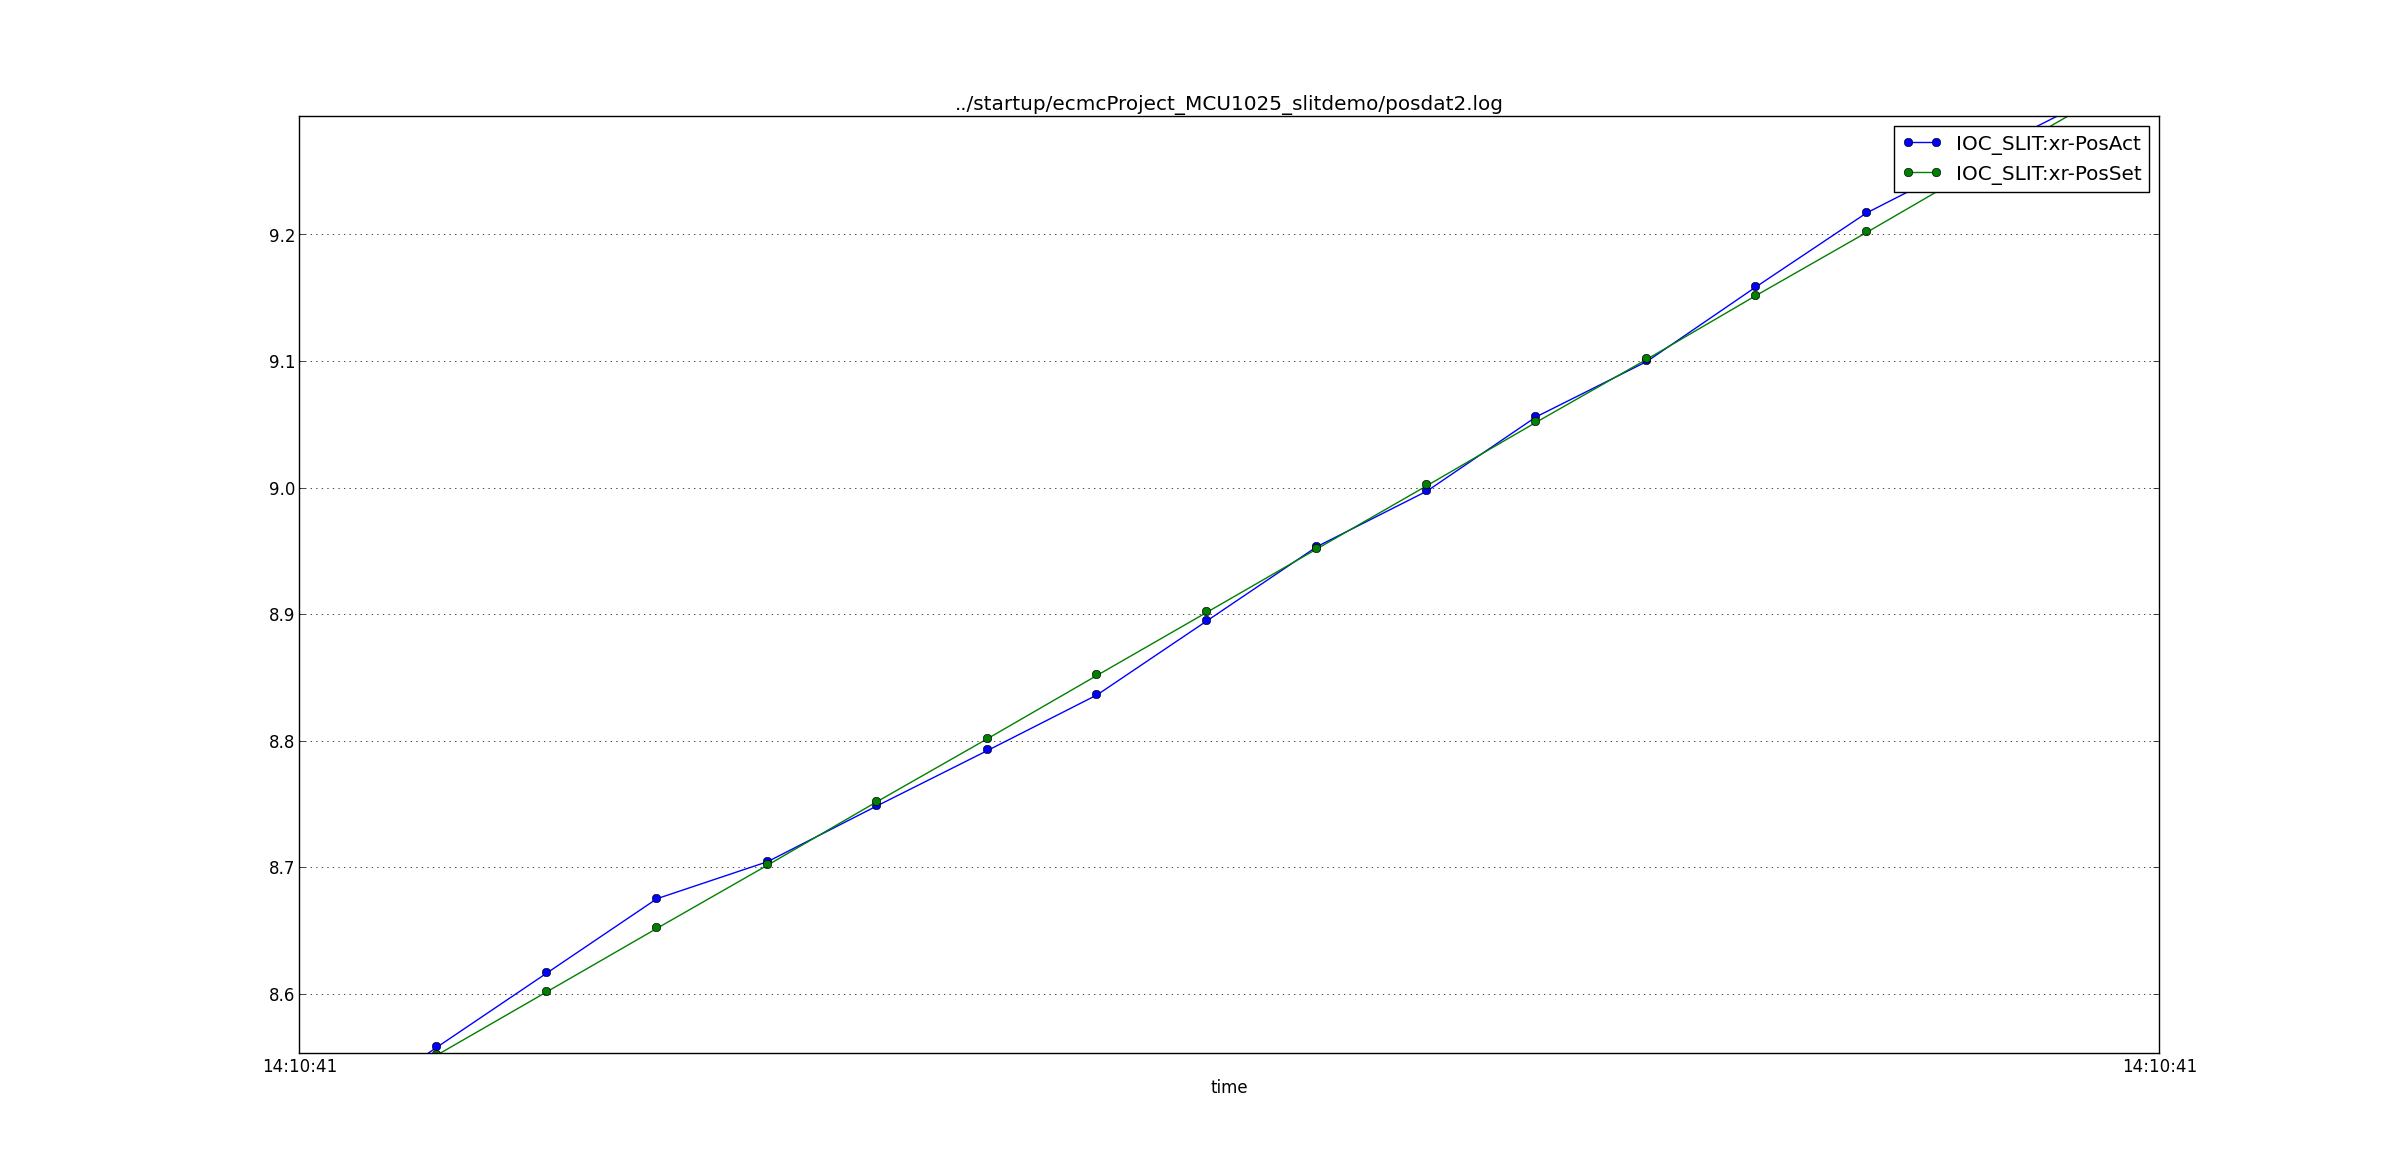 ../startup/ecmcProject_MCU1025_slitdemo/posdat2.log
IOC_SLIT:xr-PosAct
IOC_SLIT:xr-PosSet
9.2
9.1
9.0
8.9
8.8
8.7
8.6
14:10:41 14:10:41
time